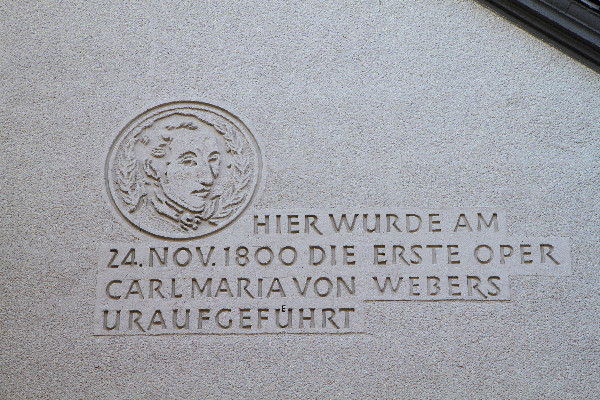 HIER WURDE AM
24. NOV. 1800 DIE ERSTE OPER
CARL MARIA VON WEBERS
URAUFGEFÜHRT